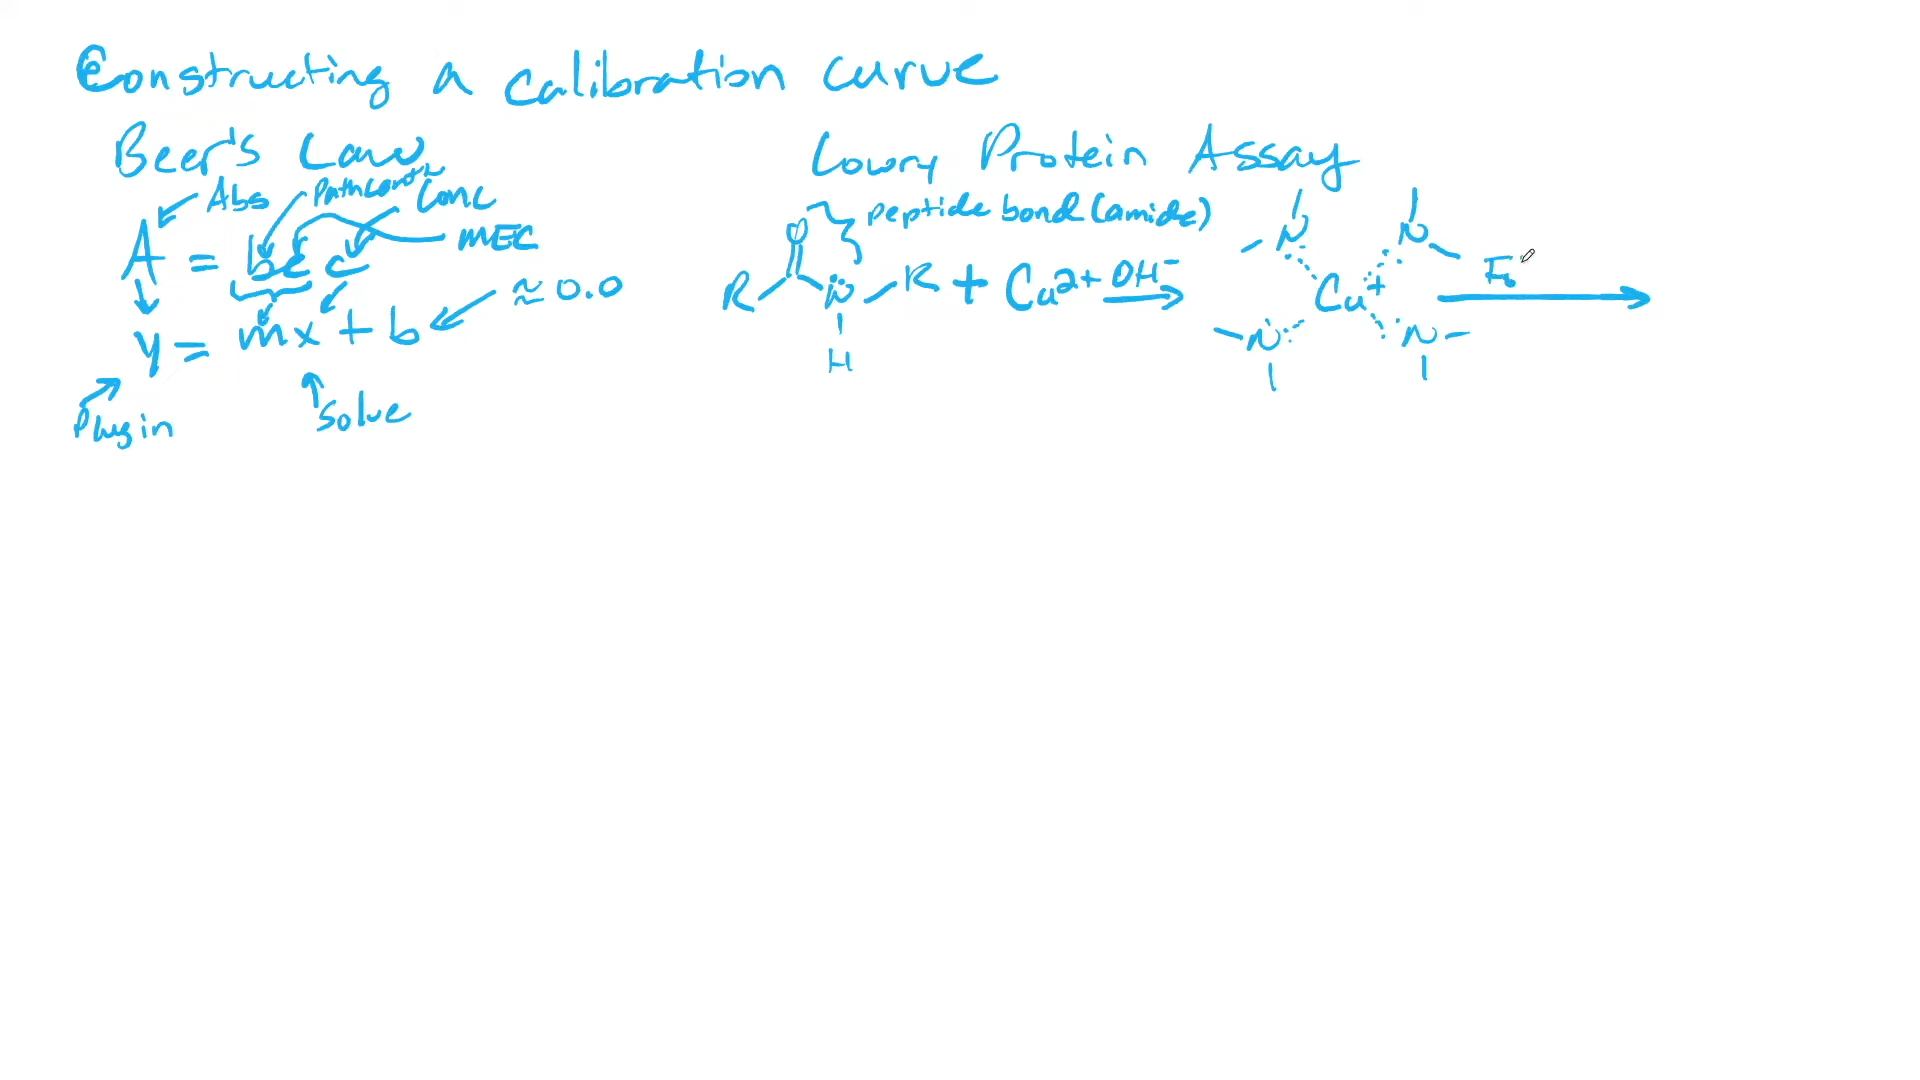 Constructing a calibration curve
Beer's Law
Abs Pathlength Conc
A = bεc MEC
y = mx + b ≈ 0.0
Plug in
Solve
Lowry Protein Assay
peptide bond (amide)
R O N H R + Cu2+ OH-
N N Cu+ N N
Fo